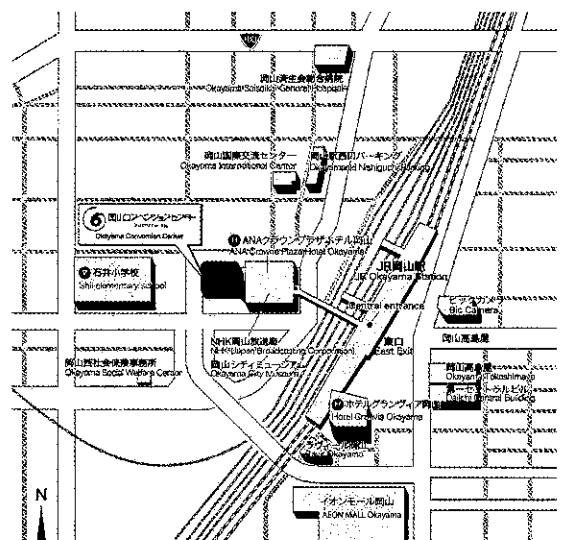 岡山済生会総合病院
Okayama Saiseikai General Hospital
岡山国際交流センター
Okayama International Center
岡山駅西口パーキング
岡山コンベンションセンター
Okayama Convention Center
ANAクラウンプラザホテル岡山
ANA Crowne Plaza Hotel Okayama
石井小学校
JR岡山駅
JR Okayama Station
Central entrance
ビックカメラ
Bic Camera
NHK岡山放送局
東口
East Exit
岡山高島屋
岡山シティミュージアム
Okayama City Museum
岡山西社会保険事務所
Okayama Social Welfare Center
岡山高島屋
Okayama Takashimaya
第一セントラルビル
Daiichi Central Building
ホテルグランヴィア岡山
Hotel Granvia Okayama
イオンモール岡山
AEON MALL Okayama
N